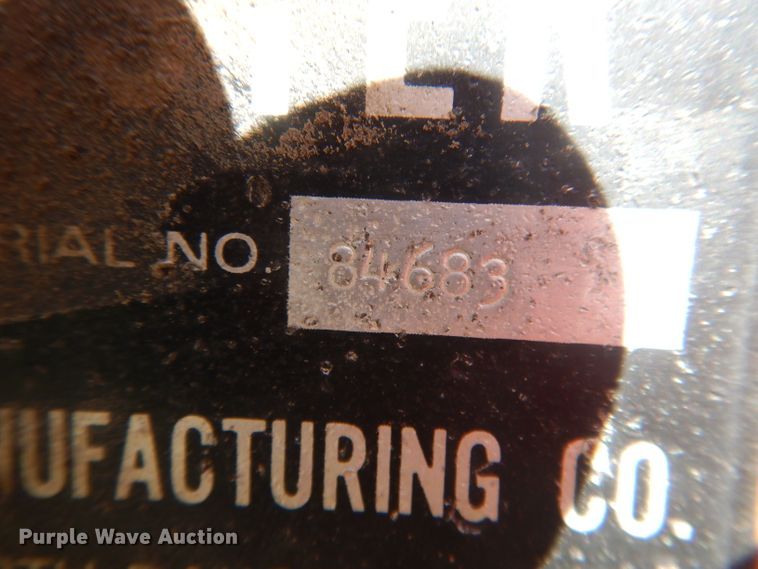 RIAL NO. 84683
NUFACTURING CO.
Purple Wave Auction